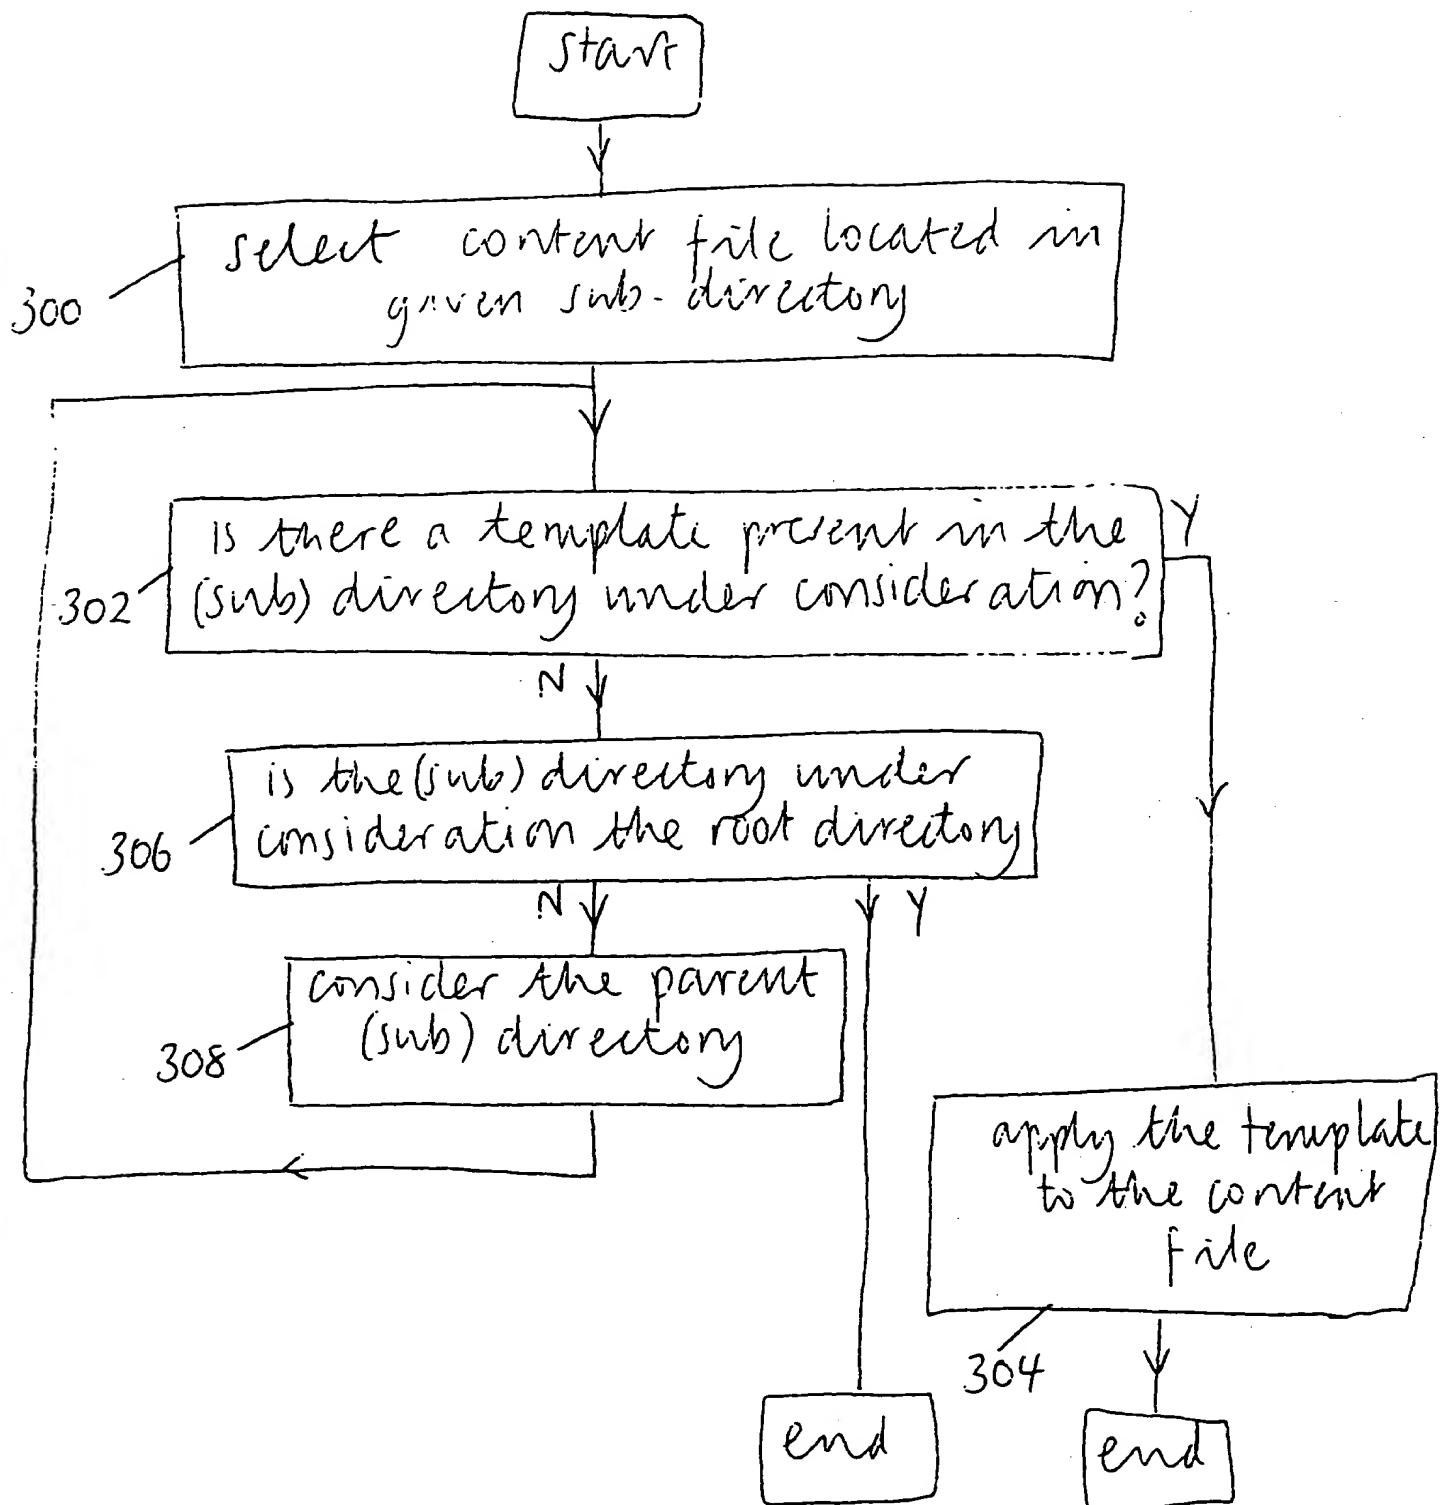 start
select content file located in
given sub-directory
300
is there a template present in the
(sub) directory under consideration?
Y
302
N
is the (sub) directory under
consideration the root directory
306
N
Y
consider the parent
(sub) directory
308
apply the template
to the content
file
304
end
end